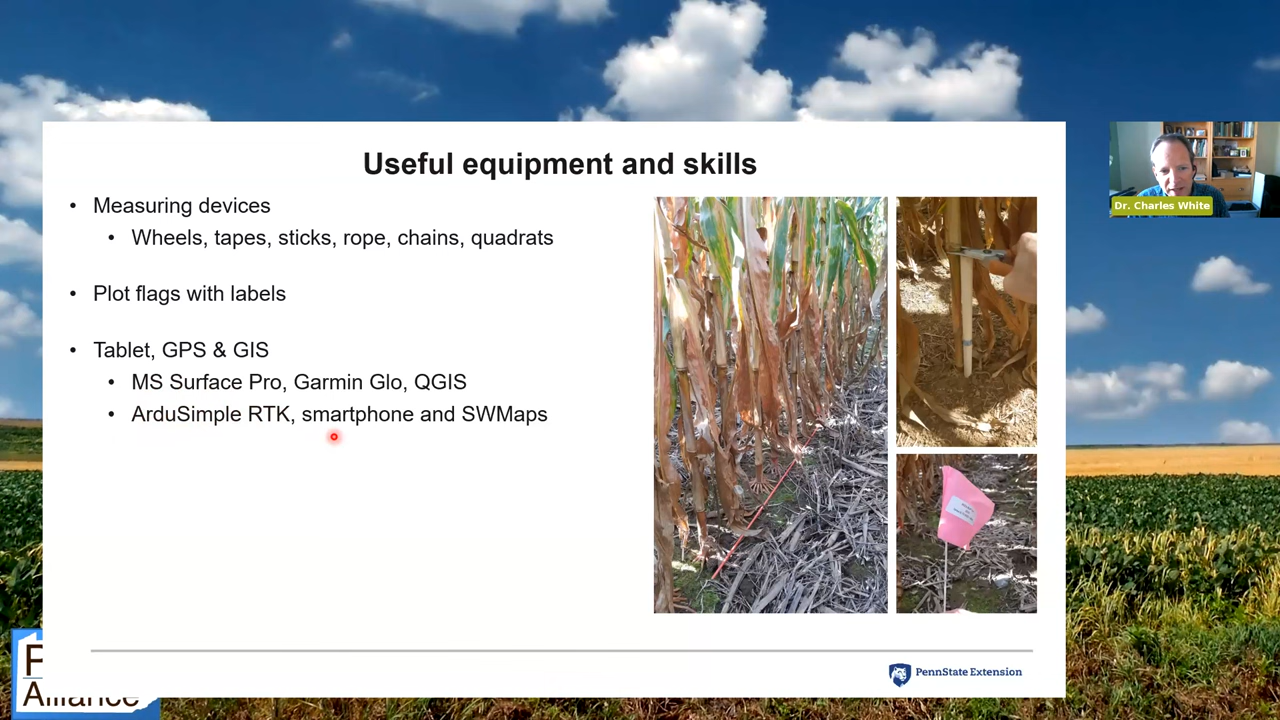 Useful equipment and skills
• Measuring devices
• Wheels, tapes, sticks, rope, chains, quadrats
• Plot flags with labels
• Tablet, GPS & GIS
• MS Surface Pro, Garmin Glo, QGIS
• ArduSimple RTK, smartphone and SWMaps
Dr. Charles White
PennState Extension
F
Alliance